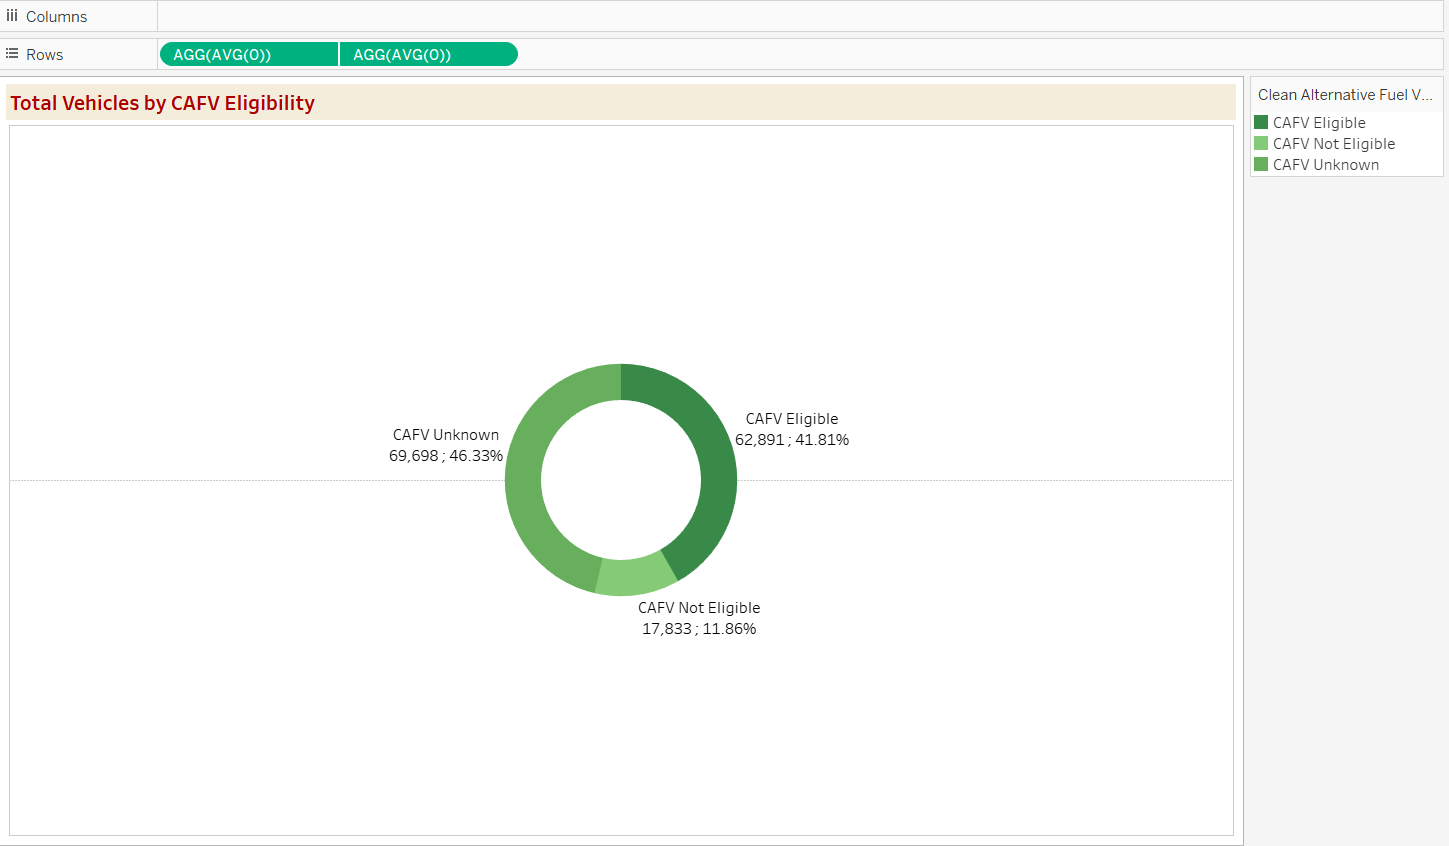 Columns
Rows
AGG(AVG(0)) AGG(AVG(0))
Total Vehicles by CAFV Eligibility
Clean Alternative Fuel V...
CAFV Eligible
CAFV Not Eligible
CAFV Unknown
CAFV Eligible
62,891 ; 41.81%
CAFV Unknown
69,698 ; 46.33%
CAFV Not Eligible
17,833 ; 11.86%